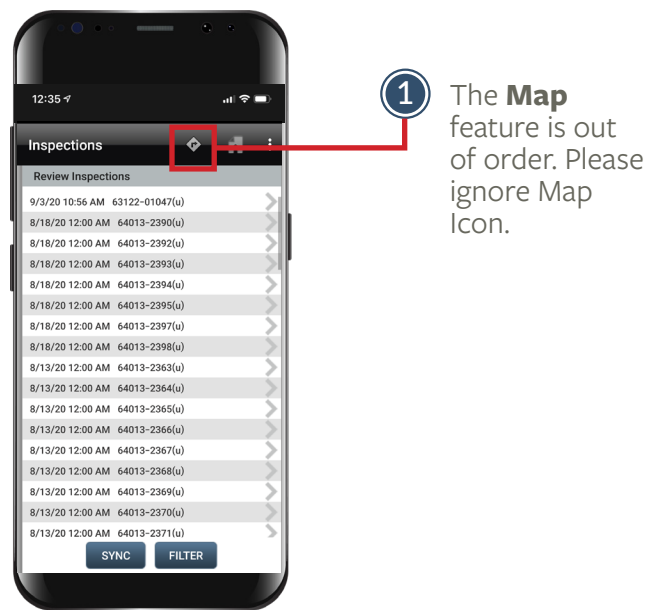 12:35
Inspections
Review Inspections
9/3/20 10:56 AM 63122-01047(u)
8/18/20 12:00 AM 64013-2390(u)
8/18/20 12:00 AM 64013-2392(u)
8/18/20 12:00 AM 64013-2393(u)
8/18/20 12:00 AM 64013-2394(u)
8/18/20 12:00 AM 64013-2395(u)
8/18/20 12:00 AM 64013-2397(u)
8/18/20 12:00 AM 64013-2398(u)
8/13/20 12:00 AM 64013-2363(u)
8/13/20 12:00 AM 64013-2364(u)
8/13/20 12:00 AM 64013-2365(u)
8/13/20 12:00 AM 64013-2366(u)
8/13/20 12:00 AM 64013-2367(u)
8/13/20 12:00 AM 64013-2368(u)
8/13/20 12:00 AM 64013-2369(u)
8/13/20 12:00 AM 64013-2370(u)
8/13/20 12:00 AM 64013-2371(u)
SYNC FILTER
1
The Map
feature is out
of order. Please
ignore Map
Icon.